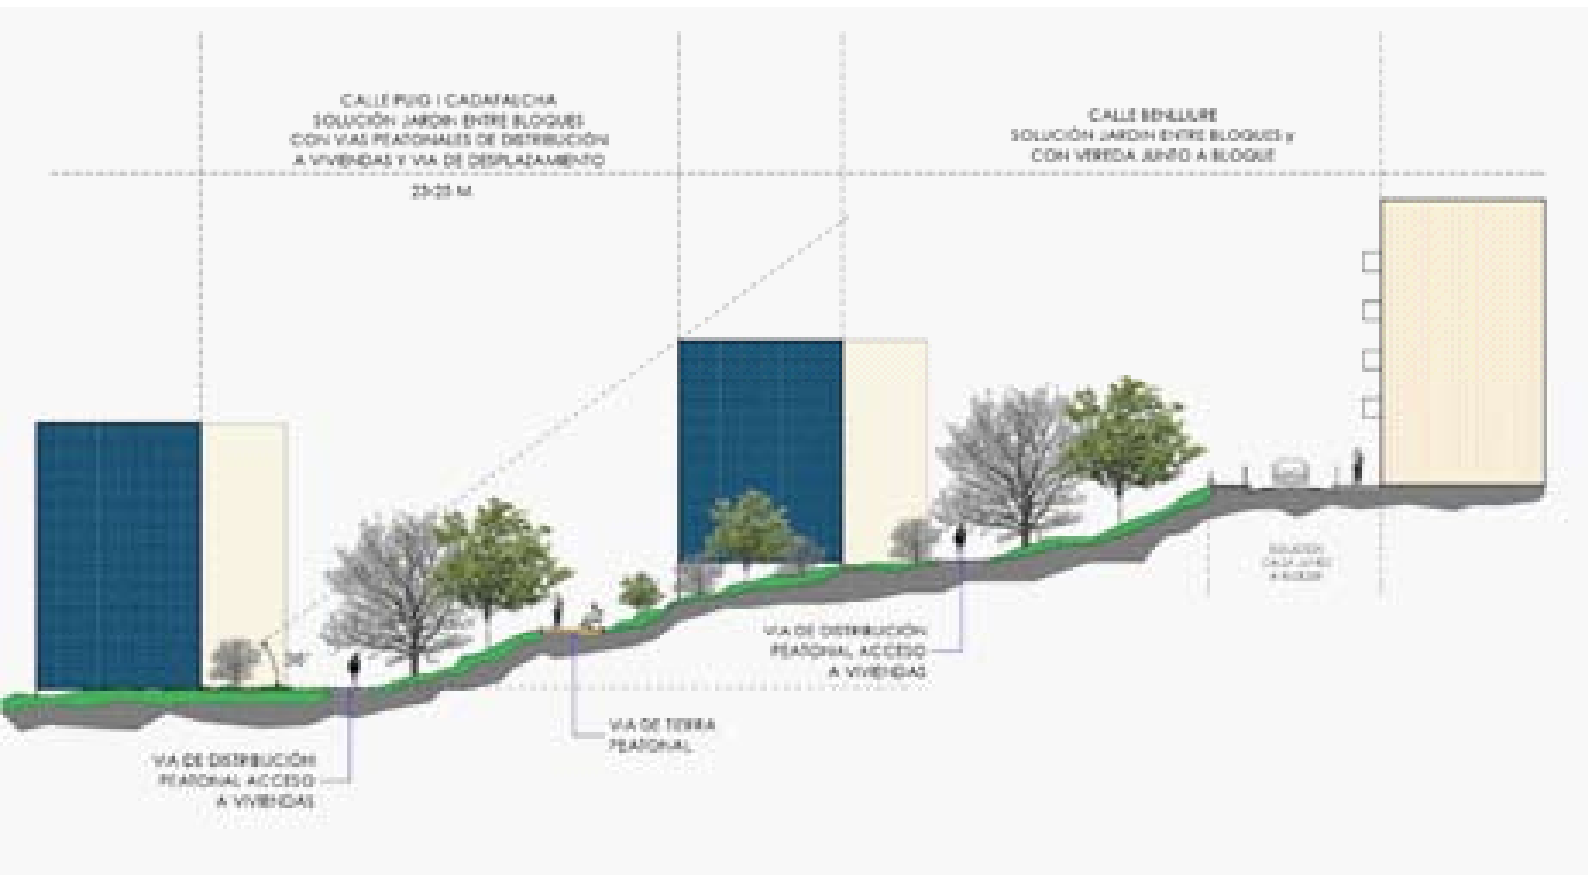 CALLE PUIG I CADAFALCHA
SOLUCIÓN JARDIN ENTRE BLOQUES
CON VIAS PEATONALES DE DISTRIBUCIÓN
A VIVIENDAS Y VIA DE DESPLAZAMIENTO
23-25 M.
CALLE BENLLIURE
SOLUCIÓN JARDIN ENTRE BLOQUES y
CON VEREDA JUNTO A BLOQUE
VIA DE DISTRIBUCIÓN
PEATONAL ACCESO
A VIVIENDAS
VIA DE TIERRA
PEATONAL
VIA DE DISTRIBUCIÓN
PEATONAL ACCESO
A VIVIENDAS